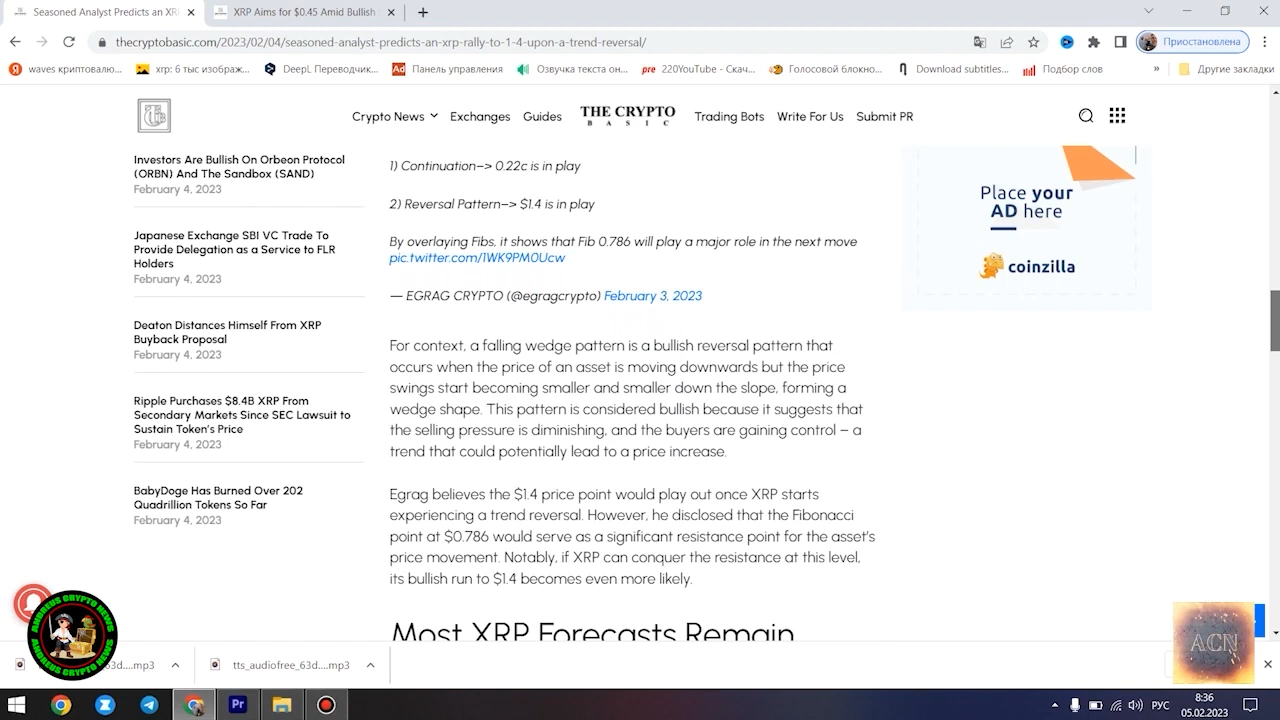 Seasoned Analyst Predicts an XR
XRP Aims for $0.45 Amid Bullish
thecryptobasic.com/2023/02/04/seasoned-analyst-predicts-an-xrp-rally-to-1-4-upon-a-trend-reversal/
Приостановлена
waves криптовалю...
xrp: 6 тыс изображ...
DeepL Переводчик...
Панель управления
Озвучка текста он...
220YouTube - Скач...
Голосовой блокно...
Download subtitles...
Подбор слов
Другие закладки
Crypto News
Exchanges
Guides
THE CRYPTO
BASIC
Trading Bots
Write For Us
Submit PR
Investors Are Bullish On Orbeon Protocol
(ORBN) And The Sandbox (SAND)
February 4, 2023
Japanese Exchange SBI VC Trade To
Provide Delegation as a Service to FLR
Holders
February 4, 2023
Deaton Distances Himself From XRP
Buyback Proposal
February 4, 2023
Ripple Purchases $8.4B XRP From
Secondary Markets Since SEC Lawsuit to
Sustain Token's Price
February 4, 2023
BabyDoge Has Burned Over 202
Quadrillion Tokens So Far
February 4, 2023
1) Continuation–> 0.22c is in play
2) Reversal Pattern–> $1.4 is in play
By overlaying Fibs, it shows that Fib 0.786 will play a major role in the next move
pic.twitter.com/1WK9PM0Ucw
— EGRAG CRYPTO (@egragcrypto) February 3, 2023
For context, a falling wedge pattern is a bullish reversal pattern that
occurs when the price of an asset is moving downwards but the price
swings start becoming smaller and smaller down the slope, forming a
wedge shape. This pattern is considered bullish because it suggests that
the selling pressure is diminishing, and the buyers are gaining control – a
trend that could potentially lead to a price increase.
Egrag believes the $1.4 price point would play out once XRP starts
experiencing a trend reversal. However, he disclosed that the Fibonacci
point at $0.786 would serve as a significant resistance point for the asset's
price movement. Notably, if XRP can conquer the resistance at this level,
its bullish run to $1.4 becomes even more likely.
Most XRP Forecasts Remain
Place your
AD here
coinzilla
ANDREUS CRYPTO NEWS
ANDREUS CRYPTO NEWS
ACN
63d....mp3
tts_audiofree_63d....mp3
РУС
8:36
05.02.2023